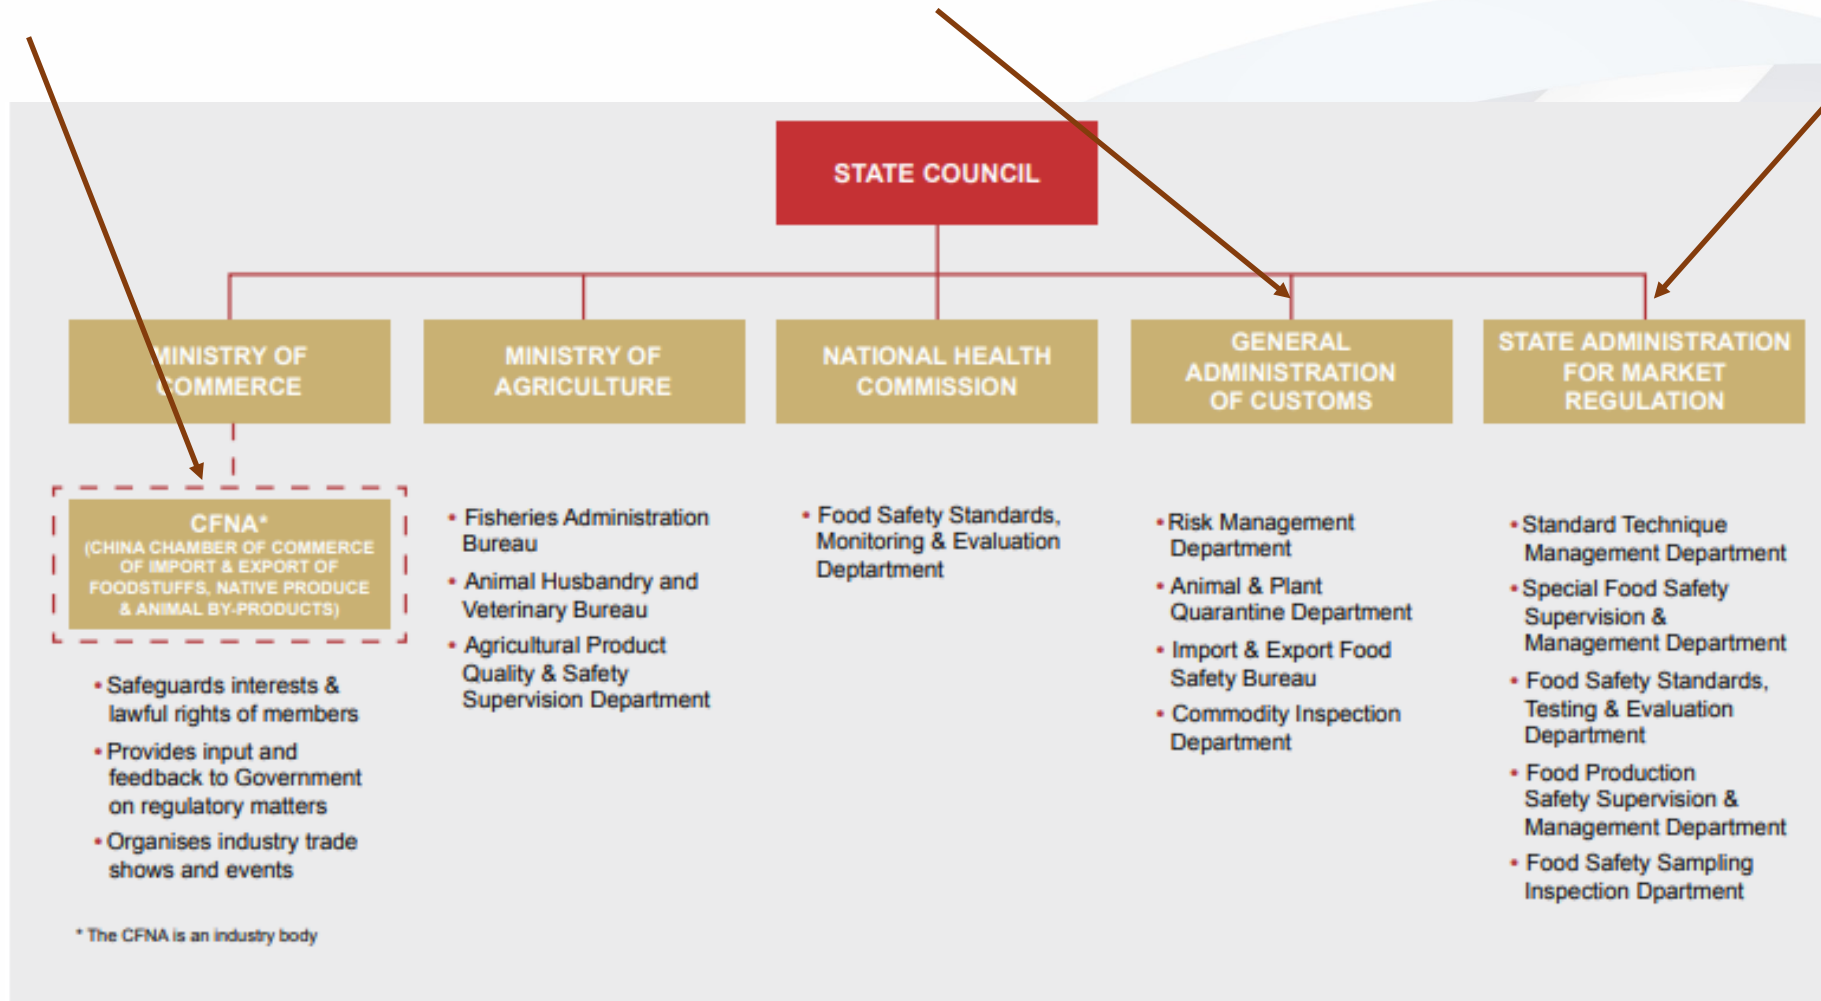 STATE COUNCIL
MINISTRY OF
COMMERCE
MINISTRY OF
AGRICULTURE
NATIONAL HEALTH
COMMISSION
GENERAL
ADMINISTRATION
OF CUSTOMS
STATE ADMINISTRATION
FOR MARKET
REGULATION
CFNA*
(CHINA CHAMBER OF COMMERCE
OF IMPORT & EXPORT OF
FOODSTUFFS, NATIVE PRODUCE
& ANIMAL BY-PRODUCTS)
• Safeguards interests &
lawful rights of members
• Provides input and
feedback to Government
on regulatory matters
• Organises industry trade
shows and events
• Fisheries Administration
Bureau
• Animal Husbandry and
Veterinary Bureau
• Agricultural Product
Quality & Safety
Supervision Department
• Food Safety Standards,
Monitoring & Evaluation
Deptartment
• Risk Management
Department
• Animal & Plant
Quarantine Department
• Import & Export Food
Safety Bureau
• Commodity Inspection
Department
• Standard Technique
Management Department
• Special Food Safety
Supervision &
Management Department
• Food Safety Standards,
Testing & Evaluation
Department
• Food Production
Safety Supervision &
Management Department
• Food Safety Sampling
Inspection Dpartment
* The CFNA is an industry body